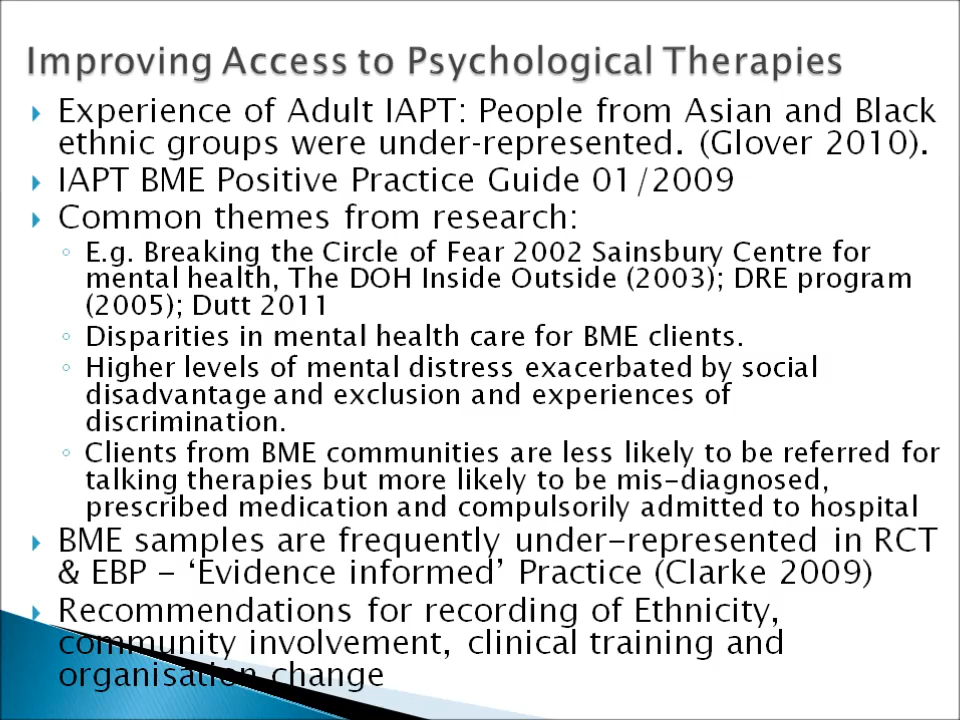 Improving Access to Psychological Therapies
Experience of Adult IAPT: People from Asian and Black
ethnic groups were under-represented. (Glover 2010).
IAPT BME Positive Practice Guide 01/2009
Common themes from research:
E.g. Breaking the Circle of Fear 2002 Sainsbury Centre for
mental health, The DOH Inside Outside (2003); DRE program
(2005); Dutt 2011
Disparities in mental health care for BME clients.
Higher levels of mental distress exacerbated by social
disadvantage and exclusion and experiences of
discrimination.
Clients from BME communities are less likely to be referred for
talking therapies but more likely to be mis-diagnosed,
prescribed medication and compulsorily admitted to hospital
BME samples are frequently under-represented in RCT
& EBP - ‘Evidence informed’ Practice (Clarke 2009)
Recommendations for recording of Ethnicity,
community involvement, clinical training and
organisation change